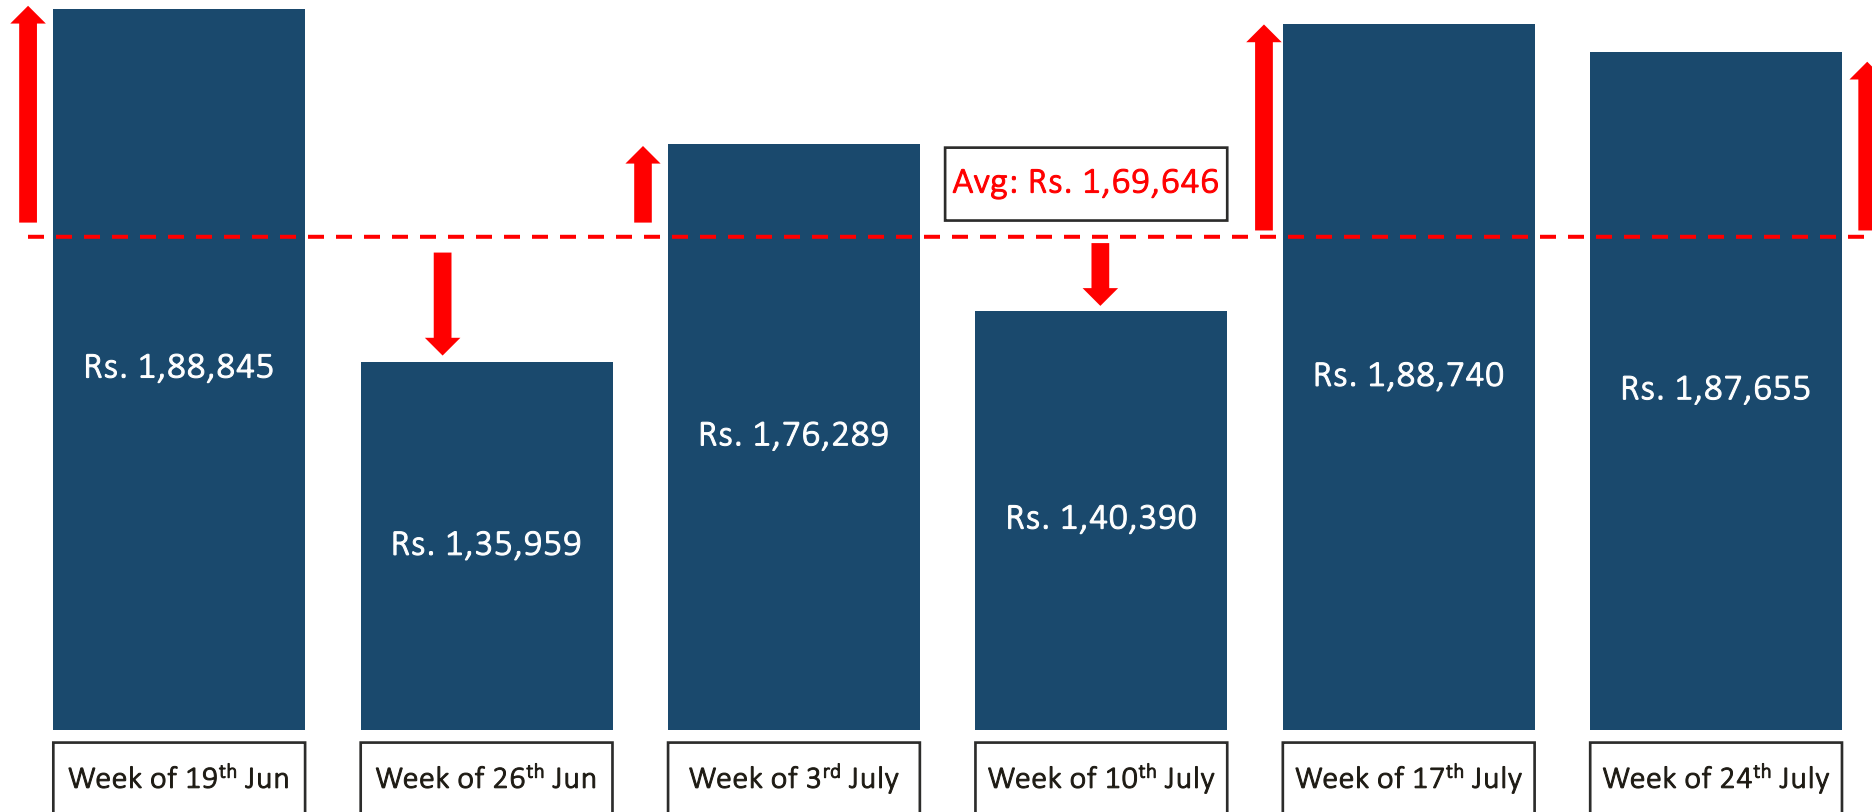 Avg: Rs. 1,69,646
Rs. 1,88,845
Rs. 1,35,959
Rs. 1,76,289
Rs. 1,40,390
Rs. 1,88,740
Rs. 1,87,655
Week of 19th Jun
Week of 26th Jun
Week of 3rd July
Week of 10th July
Week of 17th July
Week of 24th July